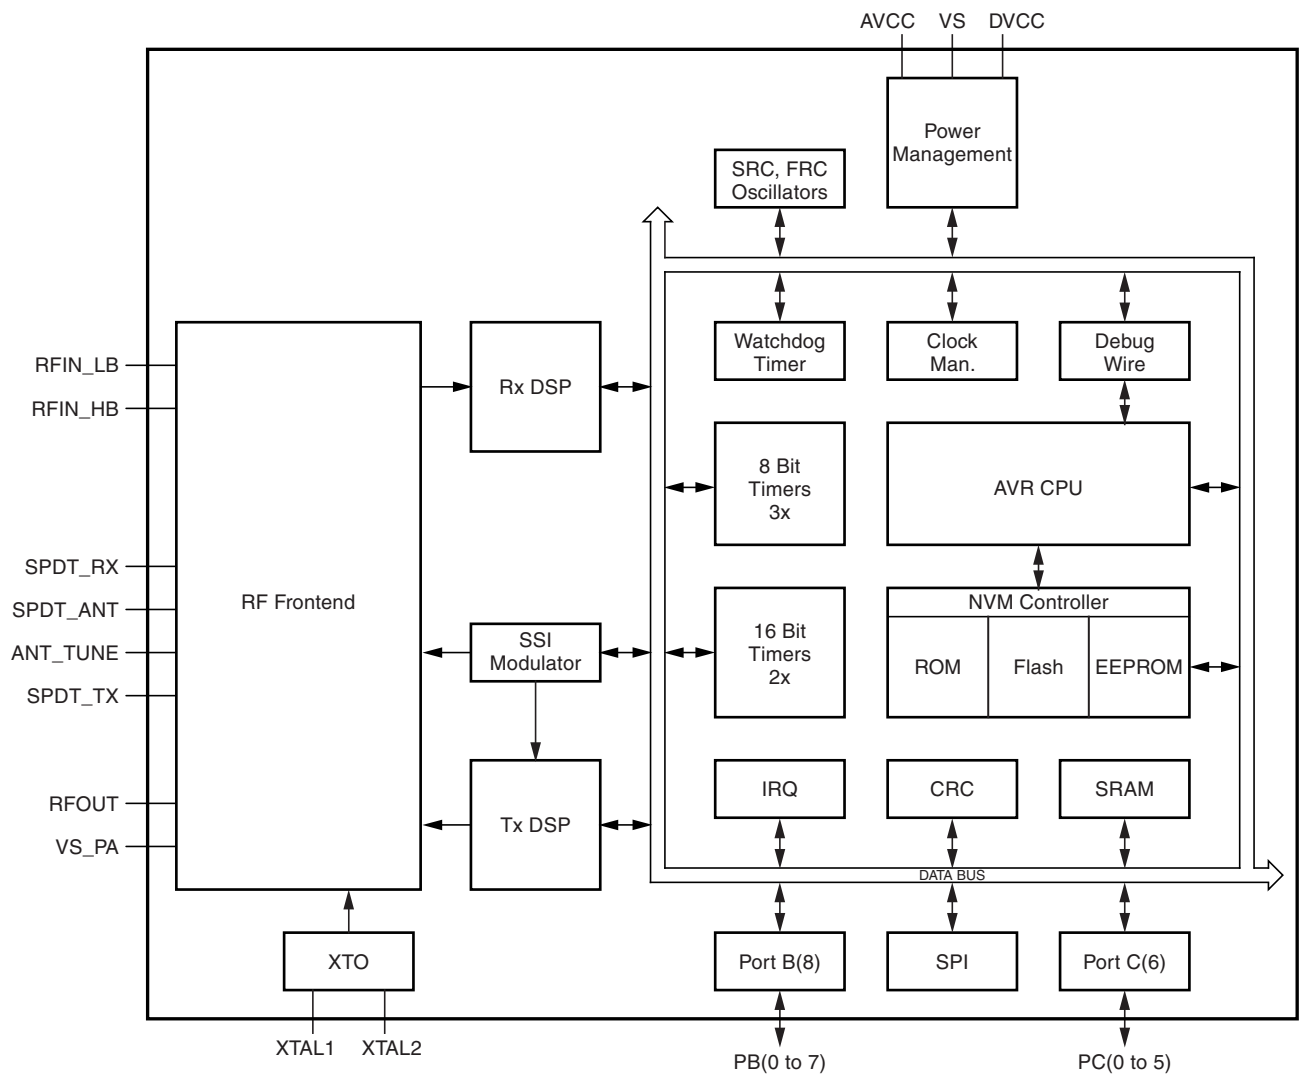 AVCC VS DVCC
Power
Management
SRC, FRC
Oscillators
Watchdog
Timer
Clock
Man.
Debug
Wire
RFIN_LB
RFIN_HB
Rx DSP
8 Bit
Timers
3x
AVR CPU
SPDT_RX
SPDT_ANT
ANT_TUNE
SPDT_TX
RF Frontend
SSI
Modulator
16 Bit
Timers
2x
NVM Controller
ROM
Flash
EEPROM
RFOUT
VS_PA
Tx DSP
IRQ
CRC
SRAM
DATA BUS
XTO
Port B(8)
SPI
Port C(6)
XTAL1 XTAL2
PB(0 to 7)
PC(0 to 5)